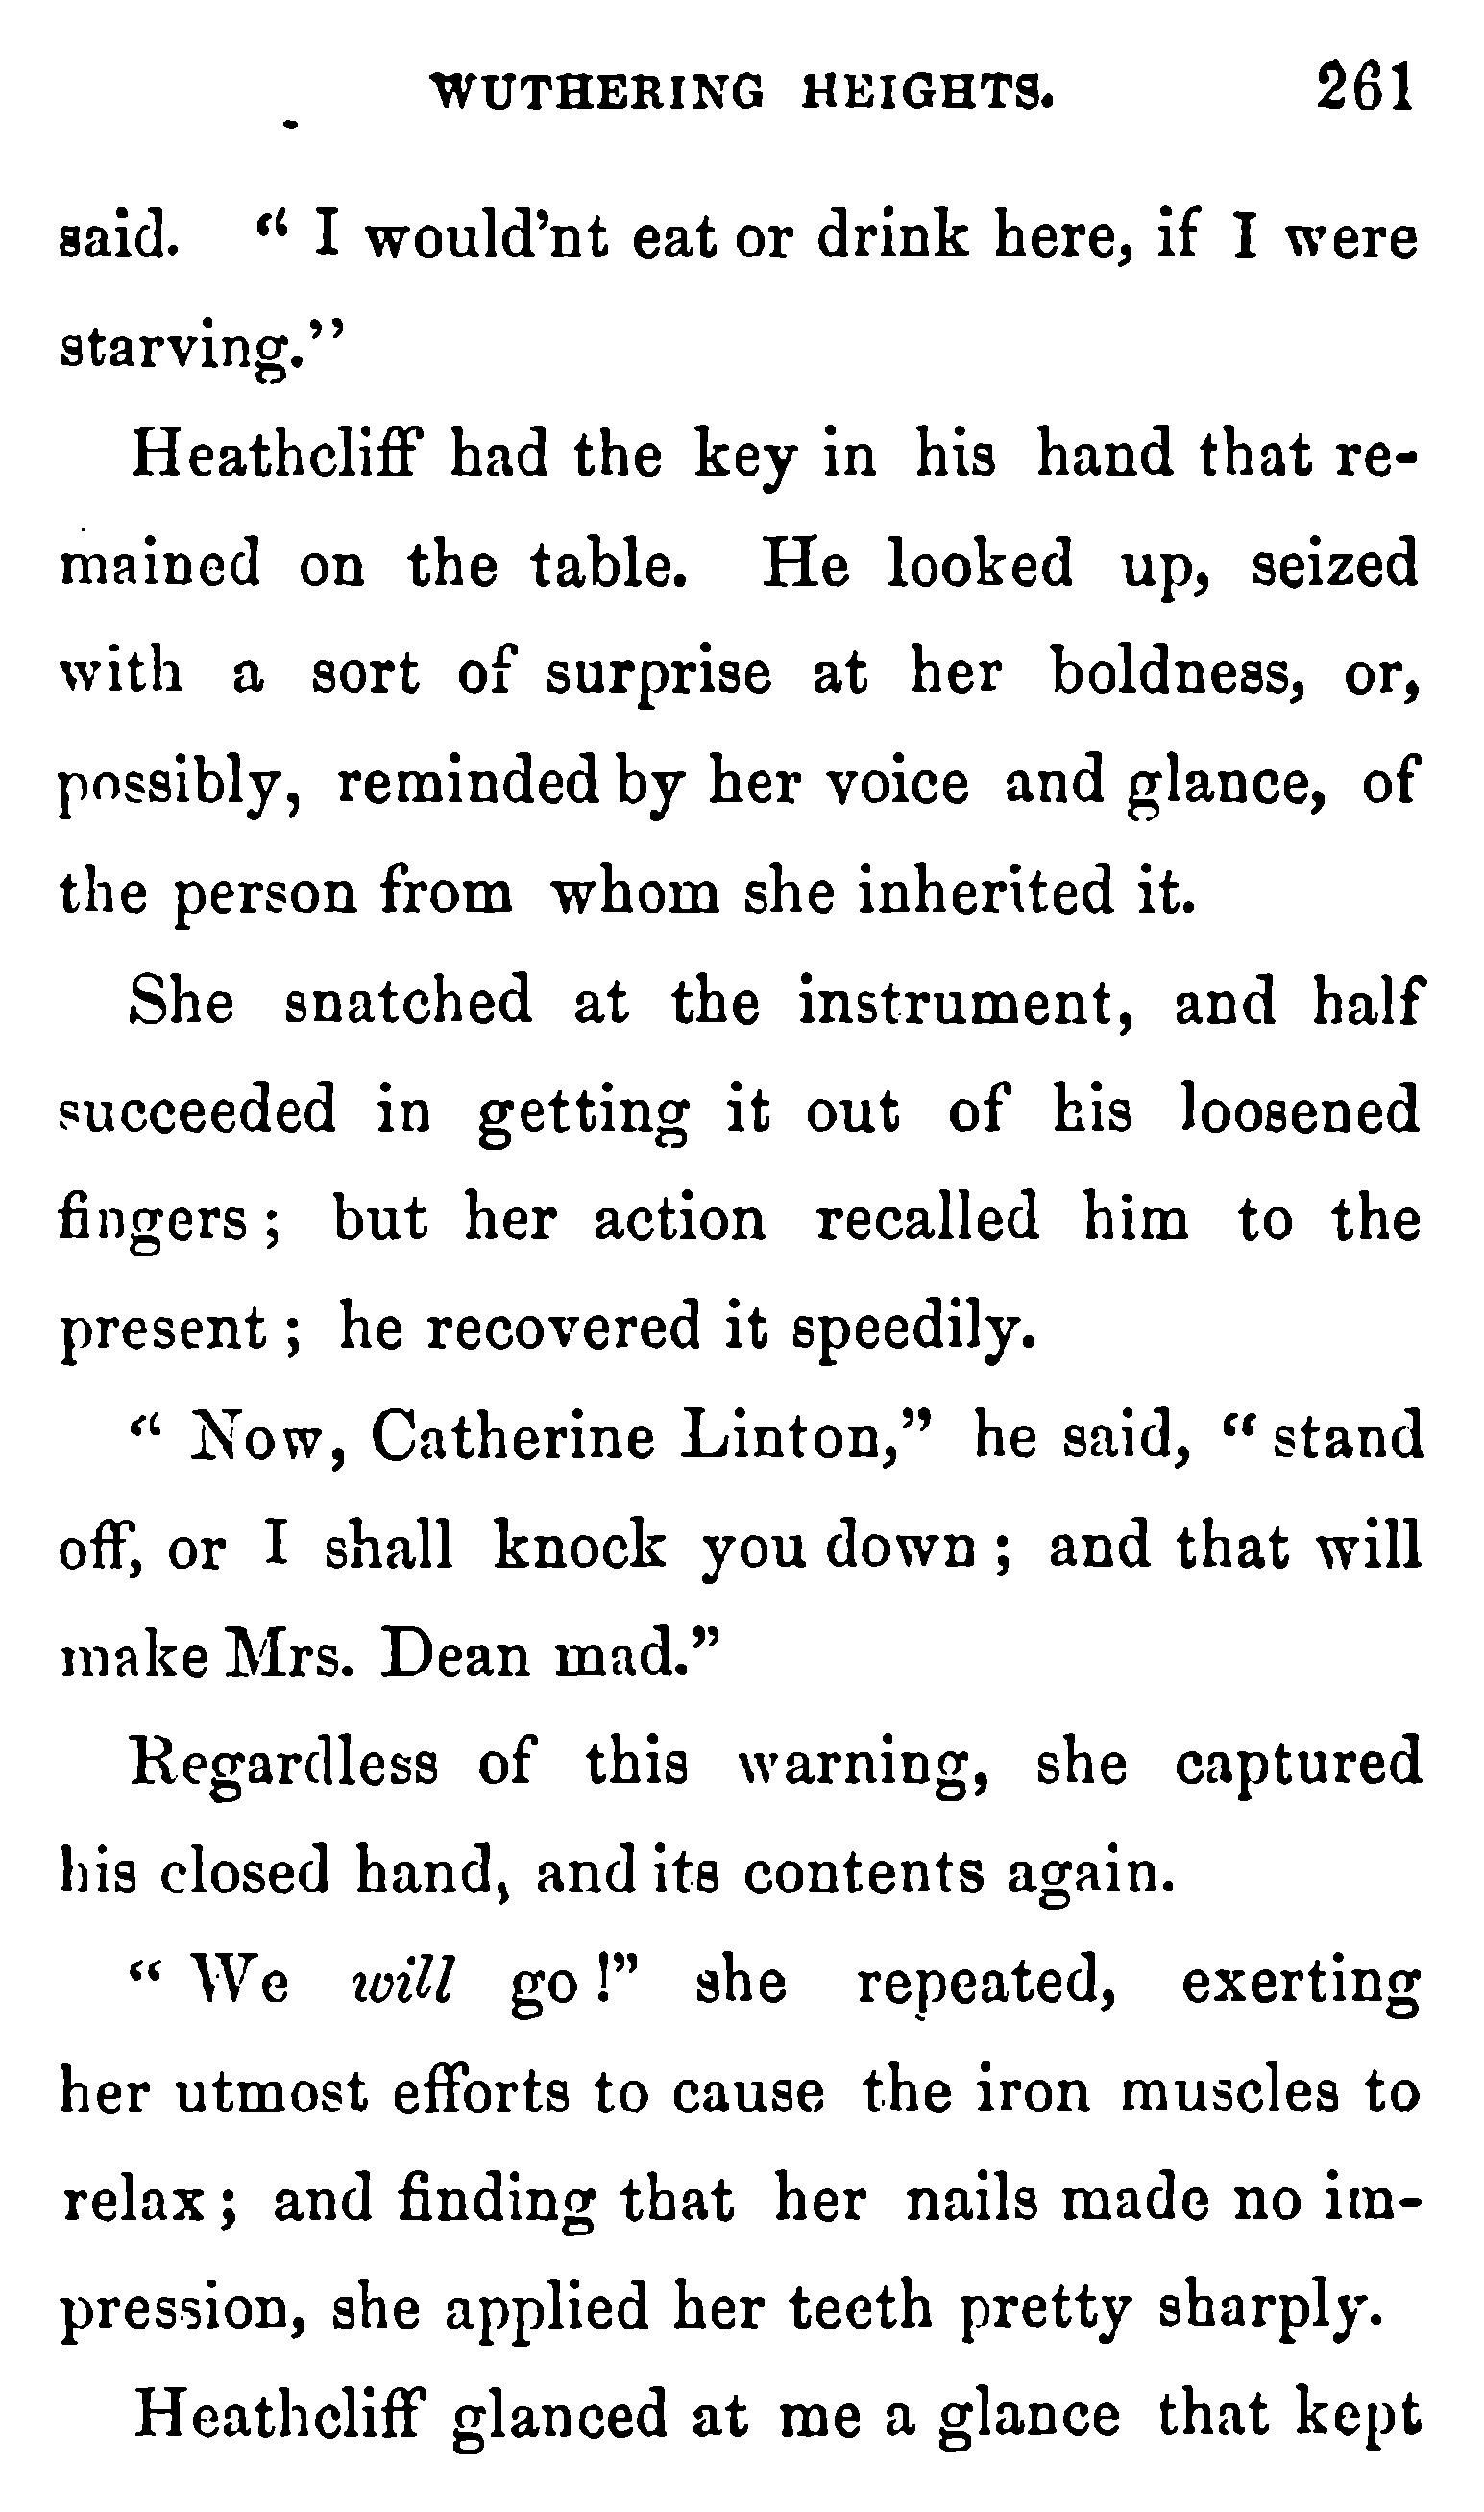 WUTHERING HEIGHTS. 261
said. “ I would’nt eat or drink here, if I were
starving.’’
Heathcliff had the key in his hand that re-
mained on the table. He looked up, seized
with a sort of surprise at her boldness, or,
possibly, reminded by her voice and glance, of
the person from whom she inherited it.
She snatched at the instrument, and half
succeeded in getting it out of his loosened
fingers ; but her action recalled him to the
present ; he recovered it speedily.
“ Now, Catherine Linton,” he said, “ stand
off, or I shall knock you down ; and that will
make Mrs. Dean mad.”
Regardless of this warning, she captured
his closed hand, and its contents again.
“ We will go !” she repeated, exerting
her utmost efforts to cause the iron muscles to
relax ; and finding that her nails made no im-
pression, she applied her teeth pretty sharply.
Heathcliff glanced at me a glance that kept